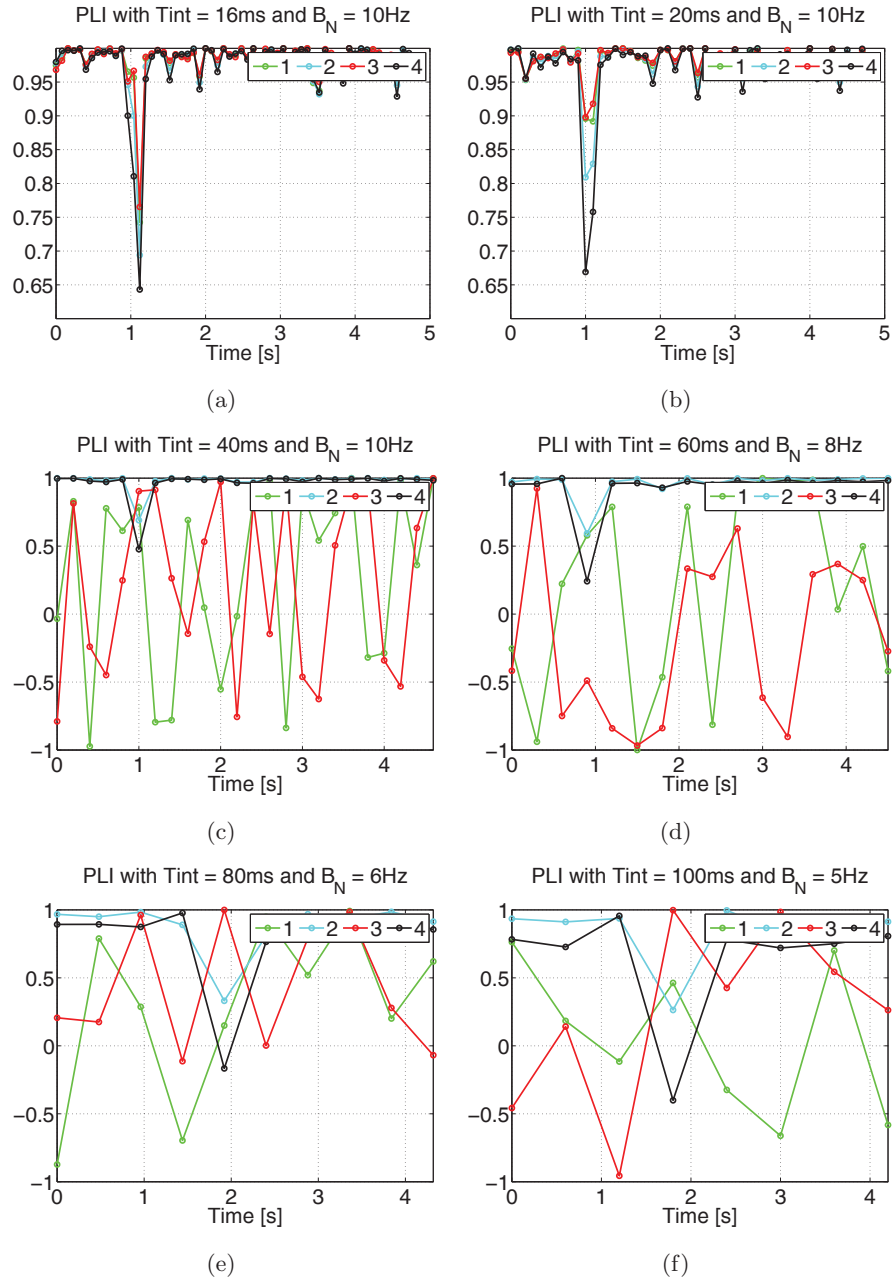 PLI with Tint = 16ms and B_N = 10Hz
1 2 3 4
0.95
0.9
0.85
0.8
0.75
0.7
0.65
0 1 2 3 4 5
Time [s]
(a)
PLI with Tint = 20ms and B_N = 10Hz
1 2 3 4
0.95
0.9
0.85
0.8
0.75
0.7
0.65
0 1 2 3 4 5
Time [s]
(b)
PLI with Tint = 40ms and B_N = 10Hz
1 2 3 4
1
0.5
0
−0.5
−1
0 1 2 3 4
Time [s]
(c)
PLI with Tint = 60ms and B_N = 8Hz
1 2 3 4
1
0.5
0
−0.5
−1
0 1 2 3 4
Time [s]
(d)
PLI with Tint = 80ms and B_N = 6Hz
1 2 3 4
1
0.5
0
−0.5
−1
0 1 2 3 4
Time [s]
(e)
PLI with Tint = 100ms and B_N = 5Hz
1 2 3 4
1
0.5
0
−0.5
−1
0 1 2 3 4
Time [s]
(f)